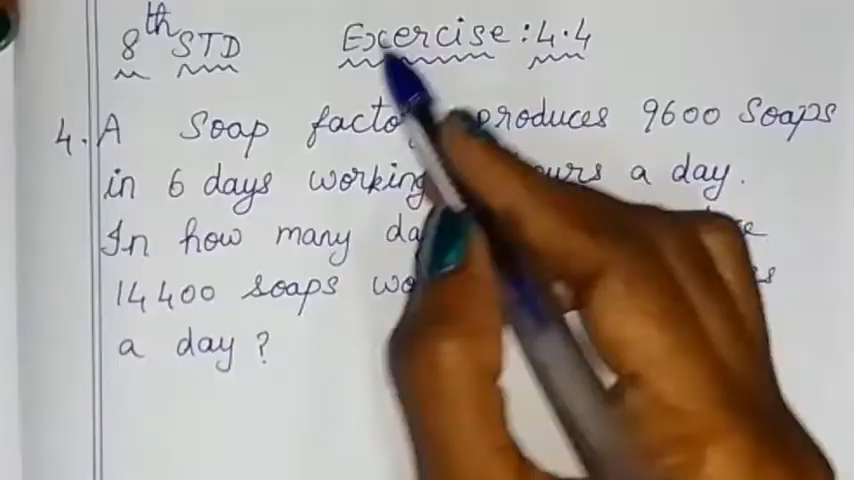 8th STD Exercise : 4.4
4. A Soap facto produces 9600 Soaps
in 6 days working ours a day.
In how many da
14400 soaps wo
a day ?